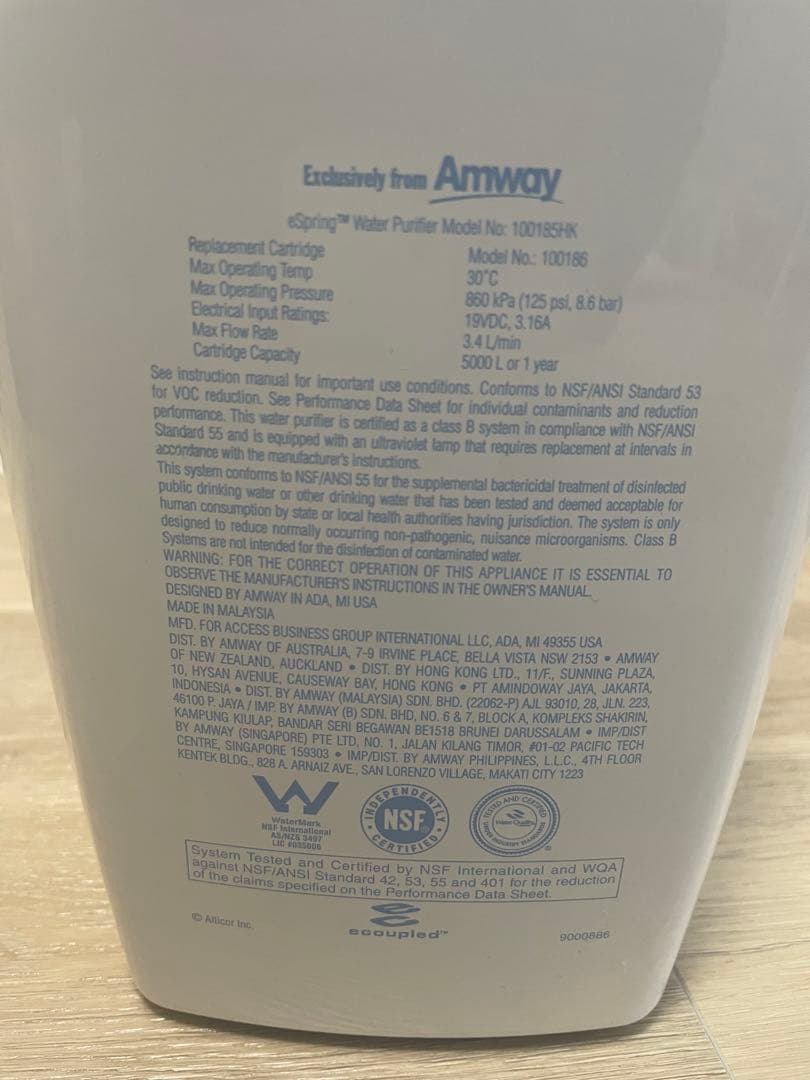 Exclusively from Amway
eSpring™ Water Purifier Model No: 100185HK
Replacement Cartridge Model No.: 100186
Max Operating Temp 30°C
Max Operating Pressure 860 kPa (125 psi, 8.6 bar)
Electrical Input Ratings: 19VDC, 3.16A
Max Flow Rate 3.4 L/min
Cartridge Capacity 5000 L or 1 year
See instruction manual for important use conditions. Conforms to NSF/ANSI Standard 53
for VOC reduction. See Performance Data Sheet for individual contaminants and reduction
performance. This water purifier is certified as a class B system in compliance with NSF/ANSI
Standard 55 and is equipped with an ultraviolet lamp that requires replacement at intervals in
accordance with the manufacturer's instructions.
This system conforms to NSF/ANSI 55 for the supplemental bactericidal treatment of disinfected
public drinking water or other drinking water that has been tested and deemed acceptable for
human consumption by state or local health authorities having jurisdiction. The system is only
designed to reduce normally occurring non-pathogenic, nuisance microorganisms. Class B
Systems are not intended for the disinfection of contaminated water.
WARNING: FOR THE CORRECT OPERATION OF THIS APPLIANCE IT IS ESSENTIAL TO
OBSERVE THE MANUFACTURER'S INSTRUCTIONS IN THE OWNER'S MANUAL.
DESIGNED BY AMWAY IN ADA, MI USA
MADE IN MALAYSIA
MFD. FOR ACCESS BUSINESS GROUP INTERNATIONAL LLC, ADA, MI 49355 USA
DIST. BY AMWAY OF AUSTRALIA, 7-9 IRVINE PLACE, BELLA VISTA NSW 2153 • AMWAY
OF NEW ZEALAND, AUCKLAND • DIST. BY HONG KONG LTD., 11/F., SUNNING PLAZA,
10, HYSAN AVENUE, CAUSEWAY BAY, HONG KONG • PT AMINDOWAY JAYA, JAKARTA,
INDONESIA • DIST. BY AMWAY (MALAYSIA) SDN. BHD. (22062-P) AJL 93010, 28, JLN. 223,
46100 P. JAYA / IMP. BY AMWAY (B) SDN. BHD, NO. 6 & 7, BLOCK A, KOMPLEKS SHAKIRIN,
KAMPUNG KIULAP, BANDAR SERI BEGAWAN BE1518 BRUNEI DARUSSALAM • IMP/DIST
BY AMWAY (SINGAPORE) PTE LTD, NO. 1, JALAN KILANG TIMOR, #01-02 PACIFIC TECH
CENTRE, SINGAPORE 159303 • IMP/DIST. BY AMWAY PHILIPPINES, L.L.C., 4TH FLOOR
KENTEK BLDG., 828 A. ARNAIZ AVE., SAN LORENZO VILLAGE, MAKATI CITY 1223
WaterMark
NSF International
AS/NZS 3497
LIC #035006
INDEPENDENTLY
NSF®
CERTIFIED
TESTED AND CERTIFIED
Water Quality
UNDER INDUSTRY STANDARDS
System Tested and Certified by NSF International and WQA
against NSF/ANSI Standard 42, 53, 55 and 401 for the reduction
of the claims specified on the Performance Data Sheet.
© Alticor Inc.
ecoupled™
9000886